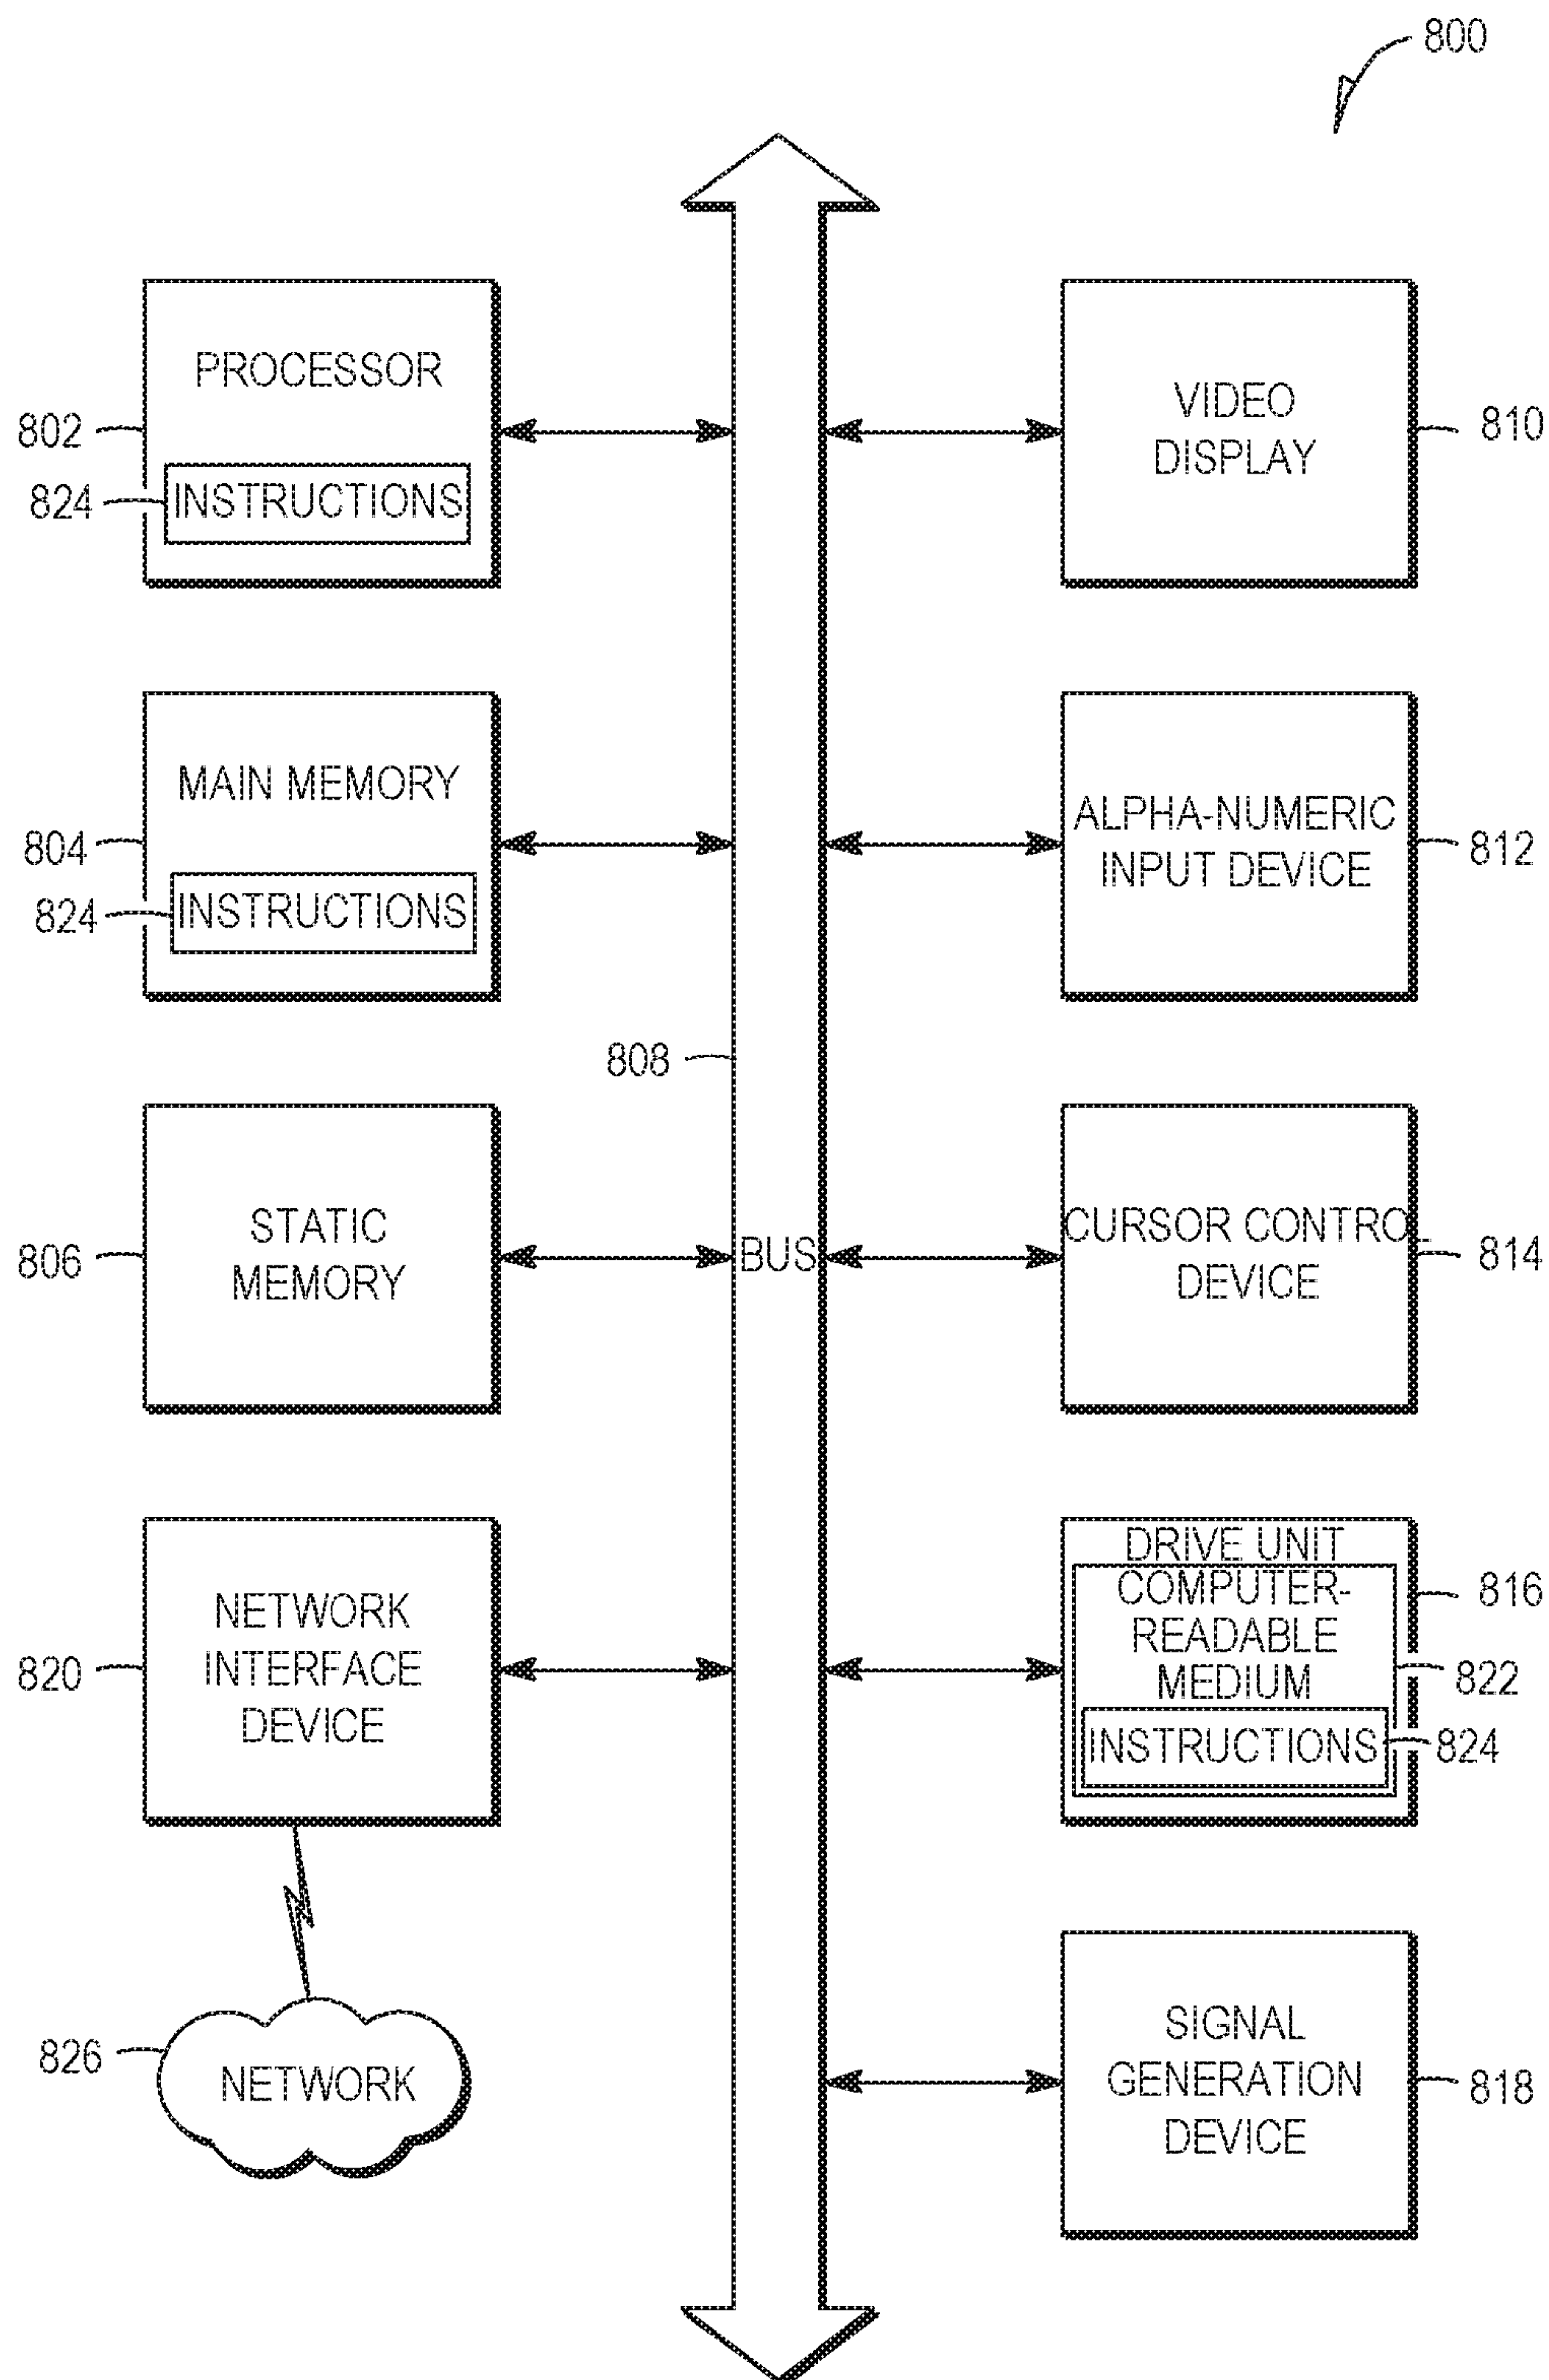 800
PROCESSOR
802
824
INSTRUCTIONS
MAIN MEMORY
804
824
INSTRUCTIONS
808
STATIC
MEMORY
806
BUS
NETWORK
INTERFACE
DEVICE
820
826
NETWORK
VIDEO
DISPLAY
810
ALPHA-NUMERIC
INPUT DEVICE
812
CURSOR CONTROL
DEVICE
814
DRIVE UNIT
COMPUTER-
READABLE
MEDIUM
816
822
INSTRUCTIONS
824
SIGNAL
GENERATION
DEVICE
818